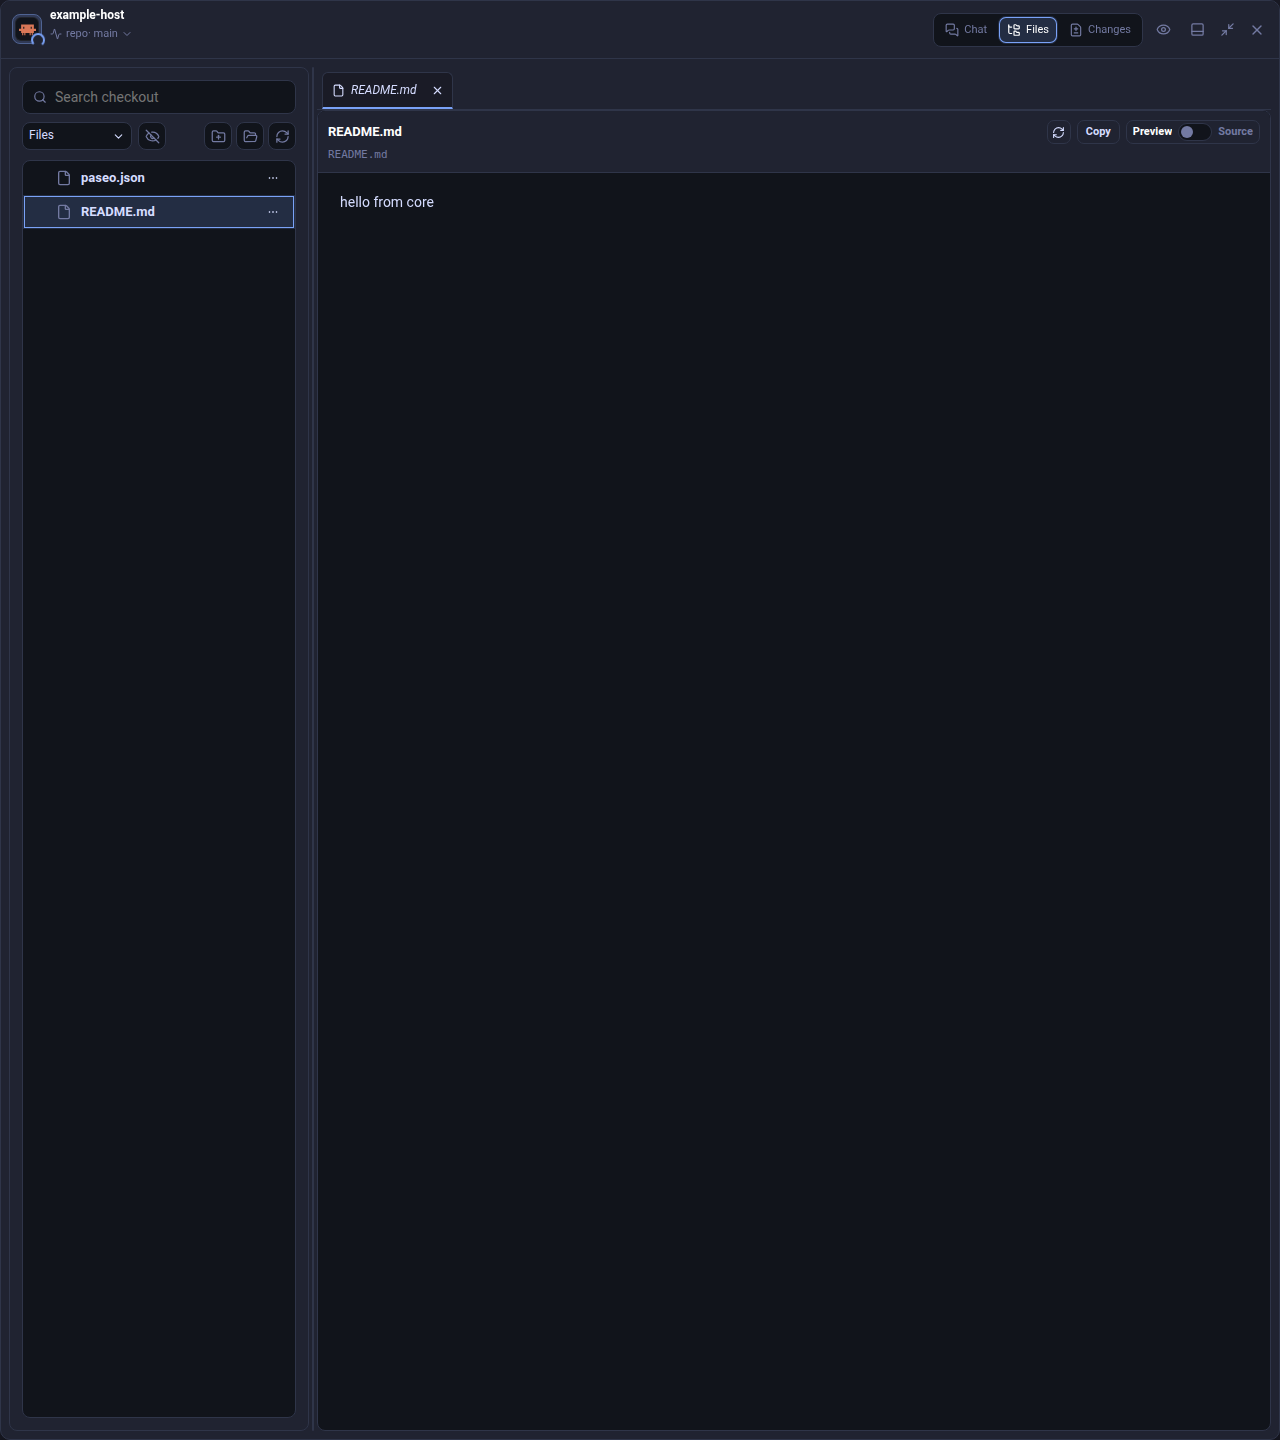 example-host
repo· main
Chat
Files
Changes
Search checkout
Files
paseo.json
README.md
README.md
README.md
README.md
Copy
Preview
Source
hello from core